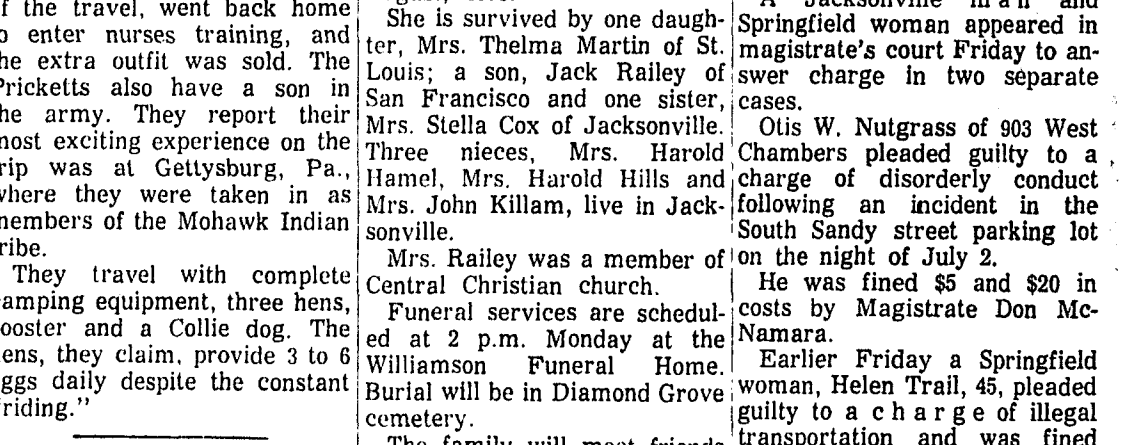 f the travel, went back home
o enter nurses training, and
he extra outfit was sold. The
Pricketts also have a son in
he army. They report their
most exciting experience on the
rip was at Gettysburg, Pa.,
where they were taken in as
members of the Mohawk Indian
ribe.
They travel with complete
amping equipment, three hens,
ooster and a Collie dog. The
ens, they claim, provide 3 to 6
ggs daily despite the constant
riding."
She is survived by one daugh-
ter, Mrs. Thelma Martin of St.
Louis; a son, Jack Railey of
San Francisco and one sister,
Mrs. Stella Cox of Jacksonville.
Three nieces, Mrs. Harold
Hamel, Mrs. Harold Hills and
Mrs. John Killam, live in Jack-
sonville.
Mrs. Railey was a member of
Central Christian church.
Funeral services are schedul-
ed at 2 p.m. Monday at the
Williamson Funeral Home.
Burial will be in Diamond Grove
cemetery.
The family will meet friends
A Jacksonville man and
Springfield woman appeared in
magistrate's court Friday to an-
swer charge in two separate
cases.
Otis W. Nutgrass of 903 West
Chambers pleaded guilty to a
charge of disorderly conduct
following an incident in the
South Sandy street parking lot
on the night of July 2.
He was fined $5 and $20 in
costs by Magistrate Don Mc-
Namara.
Earlier Friday a Springfield
woman, Helen Trail, 45, pleaded
guilty to a charge of illegal
transportation and was fined